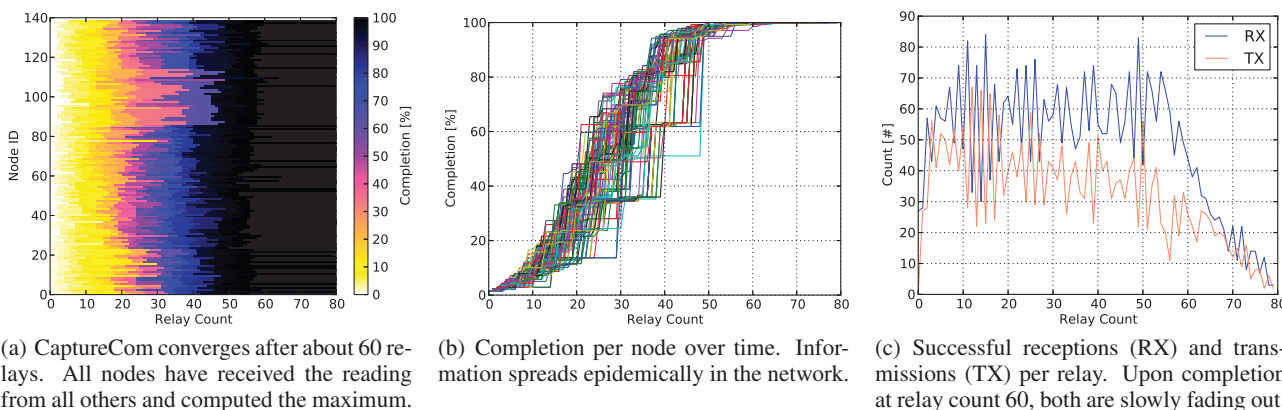 140
120
100
80
60
40
20
0
Node ID
0 10 20 30 40 50 60 70 80
Relay Count
100
90
80
70
60
50
40
30
20
10
0
Completion [%]
(a) CaptureCom converges after about 60 re-
lays. All nodes have received the reading
from all others and computed the maximum.
100
80
60
40
20
0
Completion [%]
0 10 20 30 40 50 60 70 80
Relay Count
(b) Completion per node over time. Infor-
mation spreads epidemically in the network.
90
80
70
60
50
40
30
20
10
0
Count [#]
RX
TX
0 10 20 30 40 50 60 70 80
Relay Count
(c) Successful receptions (RX) and trans-
missions (TX) per relay. Upon completion
at relay count 60, both are slowly fading out.